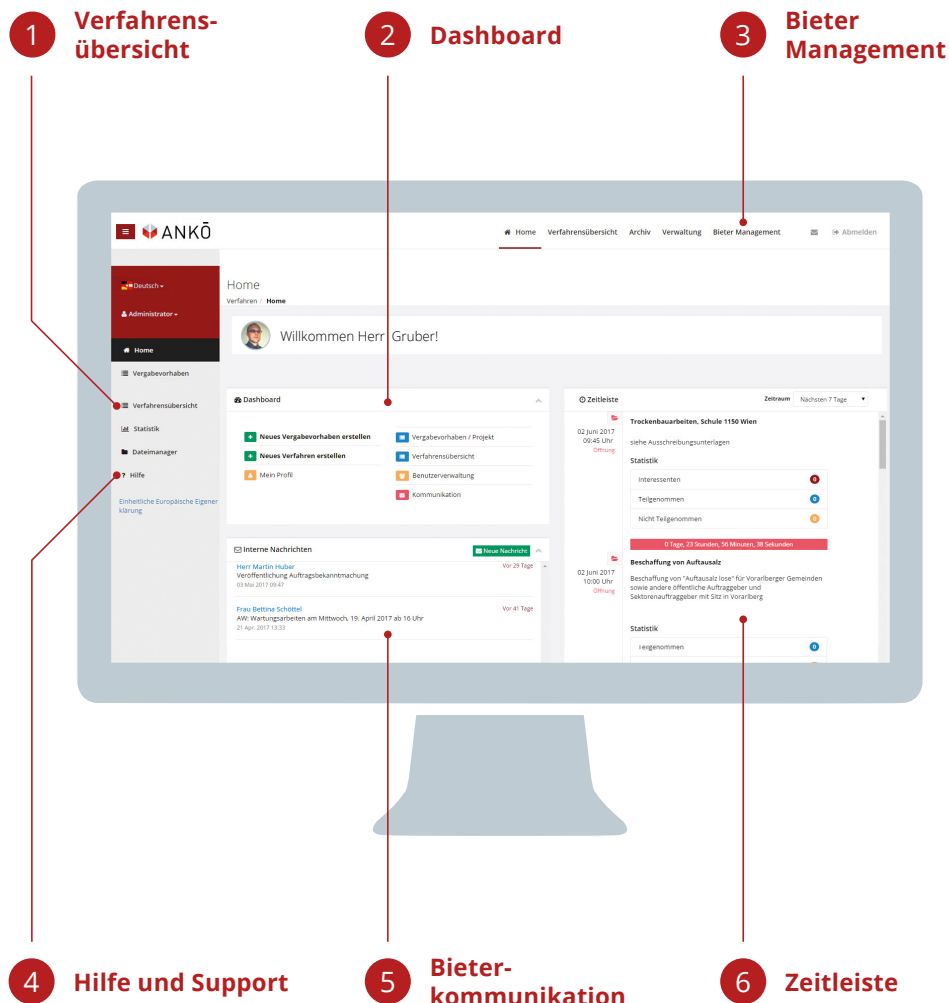 1 Verfahrens-
übersicht
2 Dashboard
3 Bieter
Management
ANKŌ
Home Verfahrensübersicht Archiv Verwaltung Bieter Management Abmelden
Deutsch
Administrator
Home
Vergabevorhaben
Verfahrensübersicht
Statistik
Dateimanager
? Hilfe
Einheitliche Europäische Eigener
klärung
Home
Verfahren / Home
Willkommen Herr Gruber!
Dashboard
Neues Vergabevorhaben erstellen
Neues Verfahren erstellen
Mein Profil
Vergabevorhaben / Projekt
Verfahrensübersicht
Benutzerverwaltung
Kommunikation
Interne Nachrichten Neue Nachricht
Herr Martin Huber Vor 29 Tage
Veröffentlichung Auftragsbekanntmachung
03 Mai 2017 09:47
Frau Bettina Schöttel Vor 41 Tage
AW: Wartungsarbeiten am Mittwoch, 19. April 2017 ab 16 Uhr
21 Apr. 2017 13:33
Zeitleiste Zeitraum Nächsten 7 Tage
02 Juni 2017
09:45 Uhr
Öffnung
Trockenbauarbeiten, Schule 1150 Wien
siehe Ausschreibungsunterlagen
Statistik
Interessenten 0
Teilgenommen 0
Nicht Teilgenommen 0
0 Tage, 23 Stunden, 56 Minuten, 38 Sekunden
02 Juni 2017
10:00 Uhr
Öffnung
Beschaffung von Auftausalz
Beschaffung von "Auftausalz lose" für Vorarlberger Gemeinden
sowie andere öffentliche Auftraggeber und
Sektorenauftraggeber mit Sitz in Vorarlberg
Statistik
Teilgenommen 0
4 Hilfe und Support
5 Bieter-
kommunikation
6 Zeitleiste